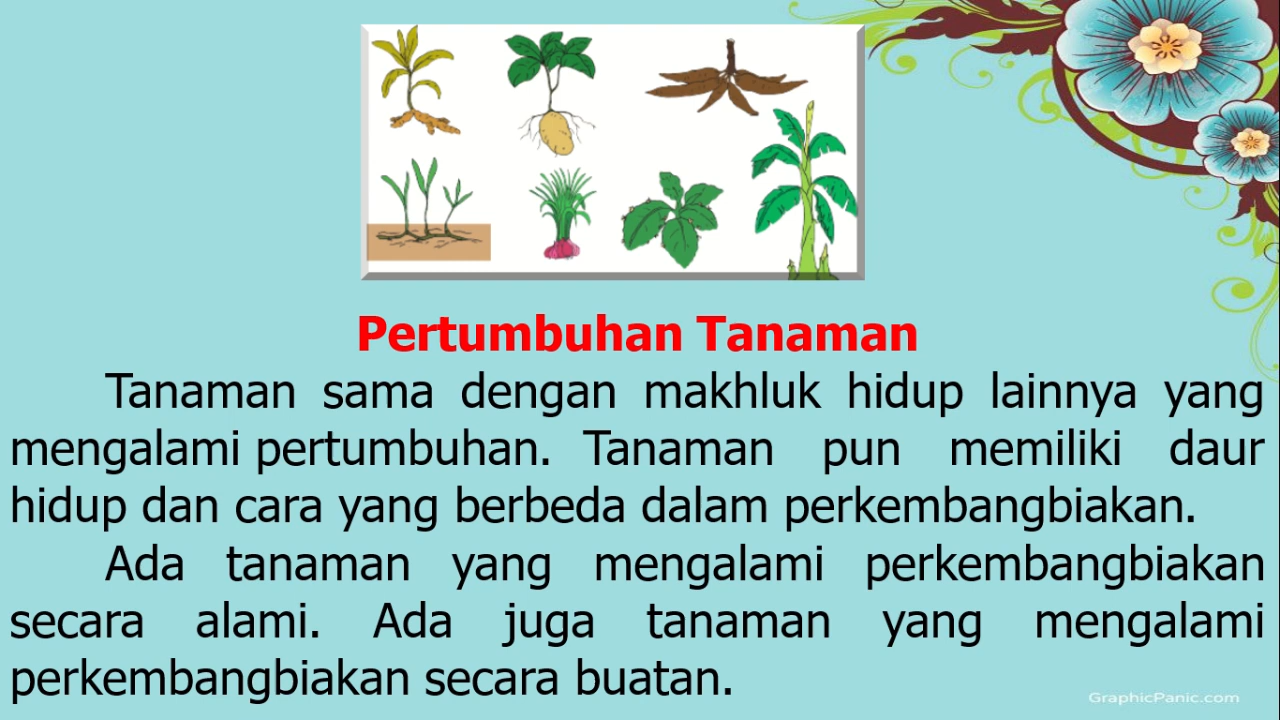 Pertumbuhan Tanaman
Tanaman sama dengan makhluk hidup lainnya yang
mengalami pertumbuhan. Tanaman pun memiliki daur
hidup dan cara yang berbeda dalam perkembangbiakan.
Ada tanaman yang mengalami perkembangbiakan
secara alami. Ada juga tanaman yang mengalami
perkembangbiakan secara buatan.
GraphicPanic.com